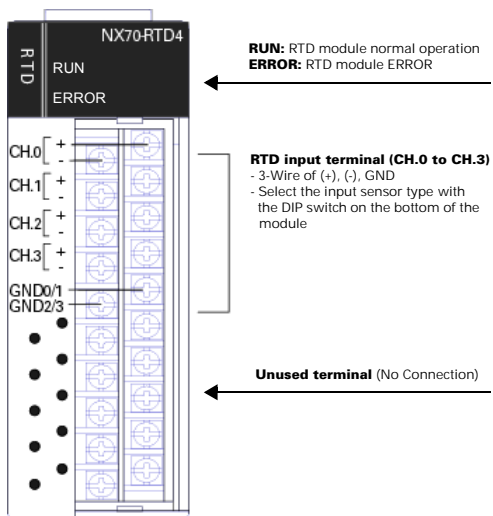 NX70-RTD4
RTD
RUN
ERROR
RUN: RTD module normal operation
ERROR: RTD module ERROR
CH.0 + -
CH.1 + -
CH.2 + -
CH.3 + -
GND0/1
GND2/3
RTD input terminal (CH.0 to CH.3)
- 3-Wire of (+), (-), GND
- Select the input sensor type with
the DIP switch on the bottom of the
module
Unused terminal (No Connection)